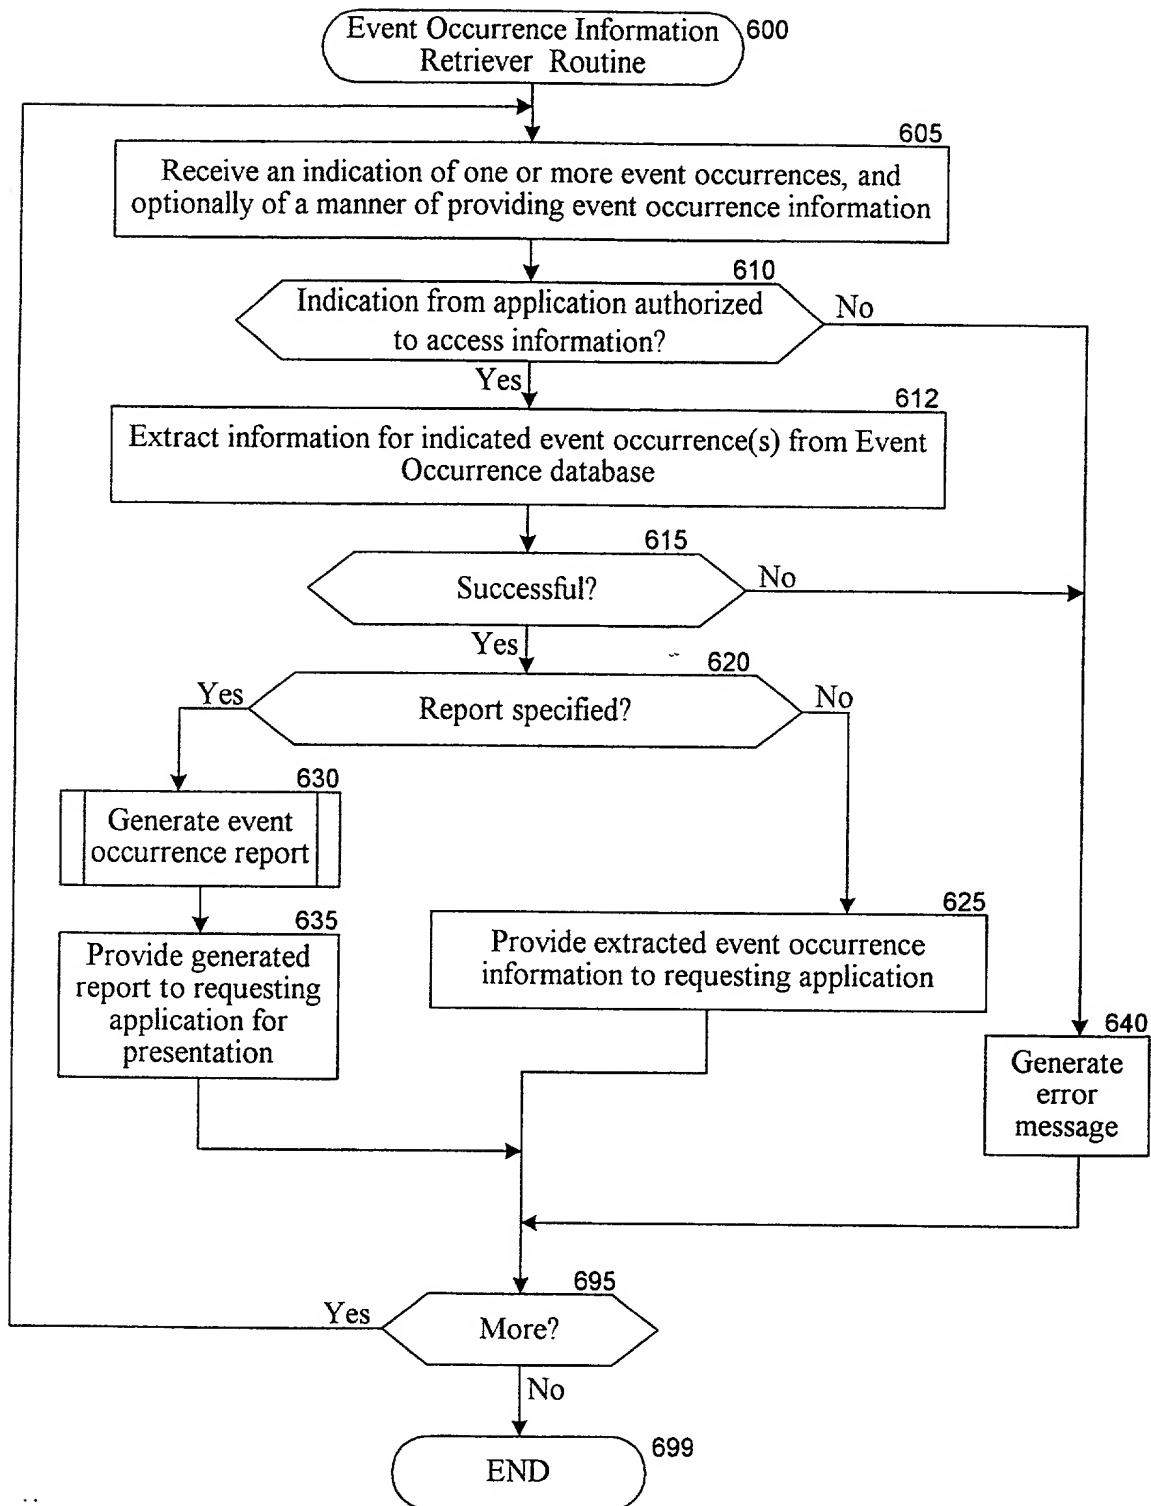 Event Occurrence Information
Retriever Routine
600
605
Receive an indication of one or more event occurrences, and
optionally of a manner of providing event occurrence information
610
Indication from application authorized
to access information?
No
Yes
612
Extract information for indicated event occurrence(s) from Event
Occurrence database
615
Successful?
No
Yes
620
Report specified?
Yes
No
630
Generate event
occurrence report
635
Provide generated
report to requesting
application for
presentation
625
Provide extracted event occurrence
information to requesting application
640
Generate
error
message
695
More?
Yes
No
END
699